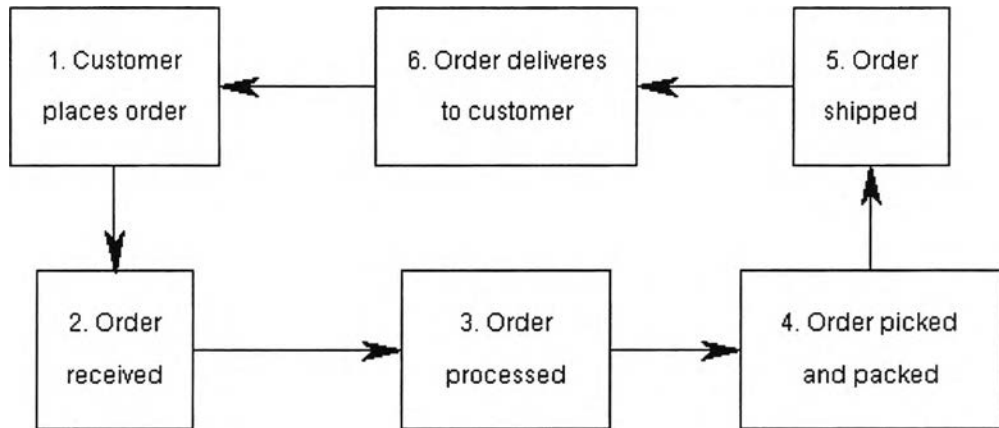 1. Customer
places order
6. Order deliveres
to customer
5. Order
shipped
2. Order
received
3. Order
processed
4. Order picked
and packed